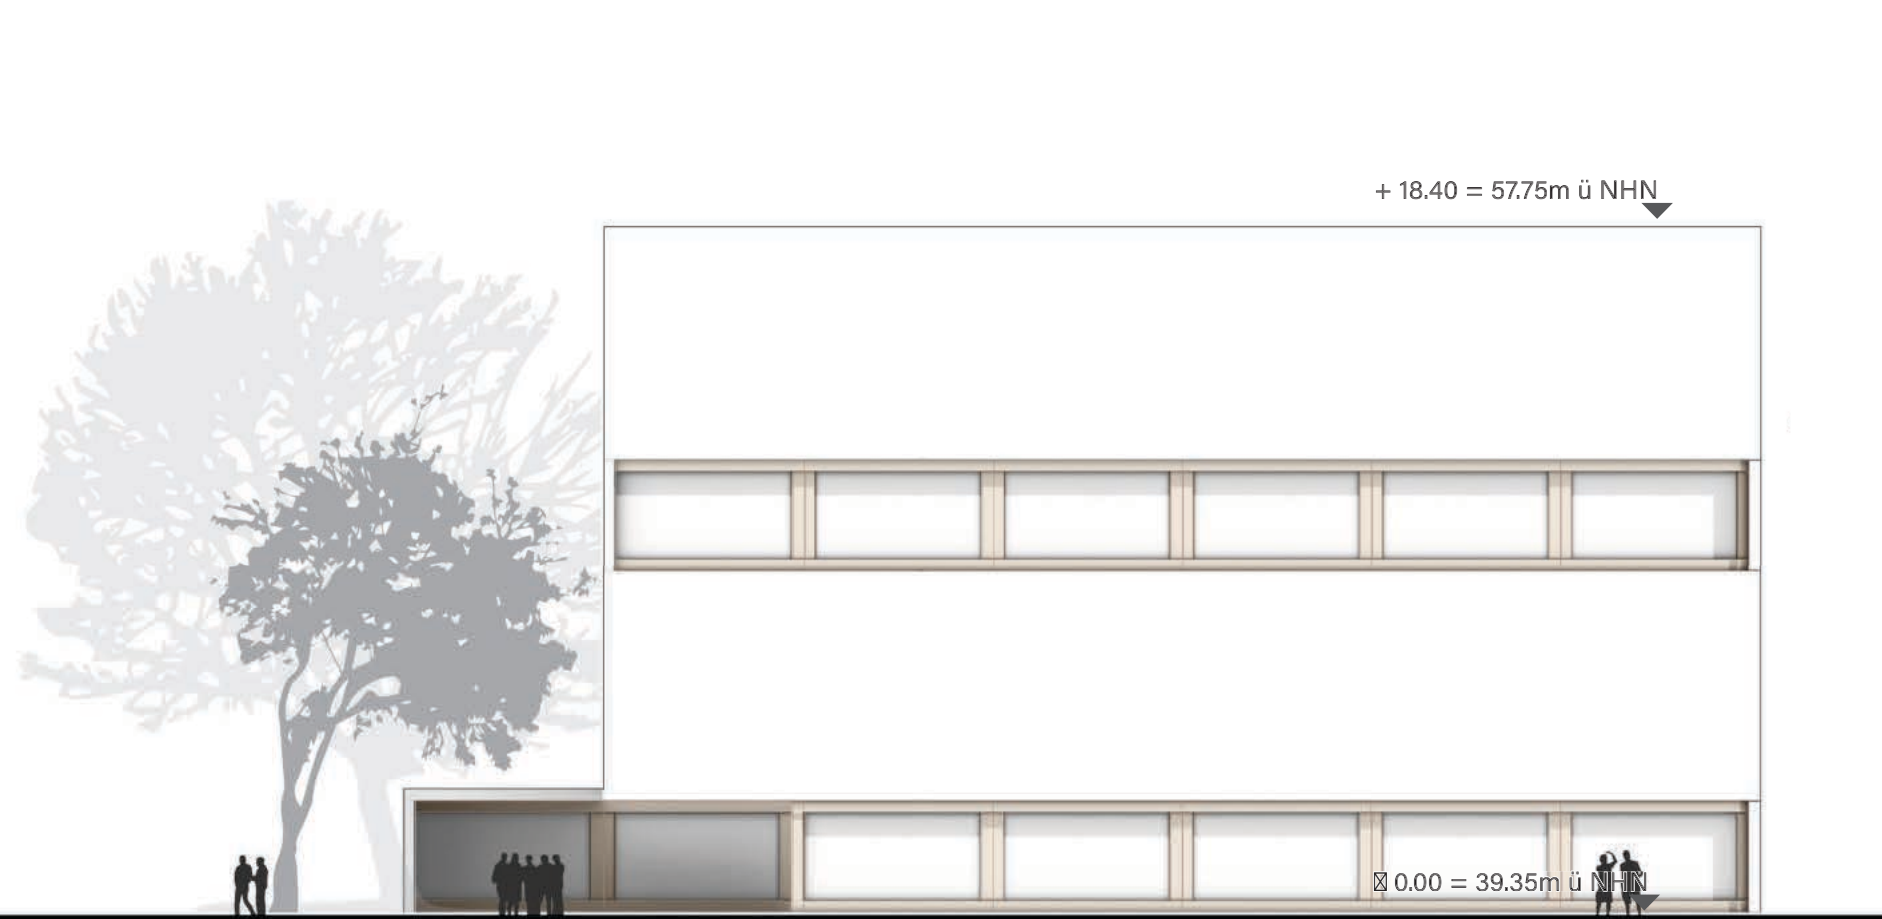 + 18.40 = 57.75m ü NHN
0.00 = 39.35m ü NHN